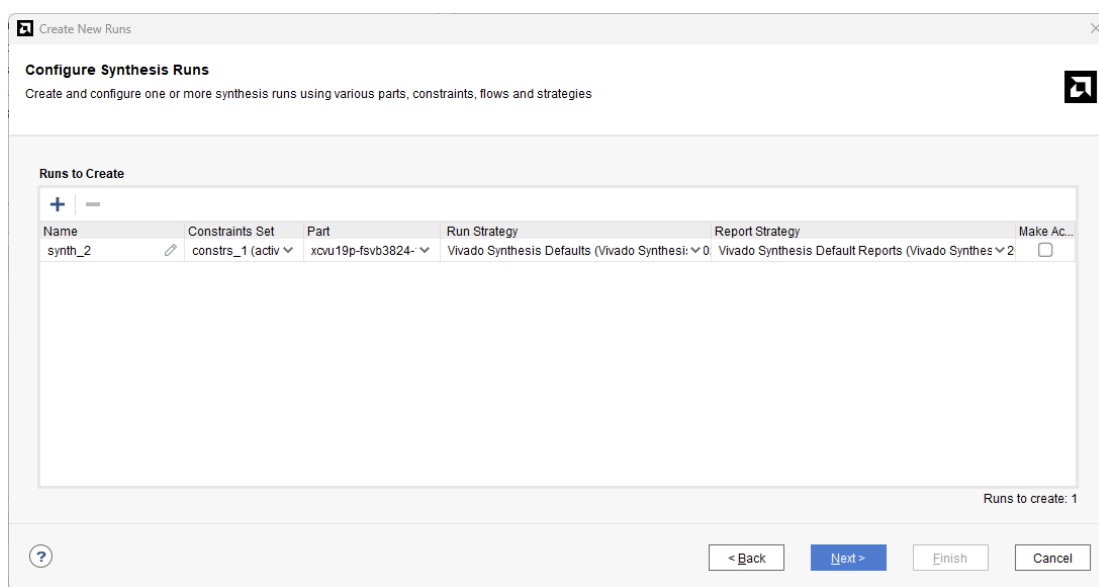 Create New Runs
Configure Synthesis Runs
Create and configure one or more synthesis runs using various parts, constraints, flows and strategies
Runs to Create
Name Constraints Set Part Run Strategy Report Strategy Make Ac...
synth_2 constrs_1 (activ xcvu19p-fsvb3824- Vivado Synthesis Defaults (Vivado Synthesis Vivado Synthesis Default Reports (Vivado Synthes 2
Runs to create: 1
? < Back Next > Finish Cancel